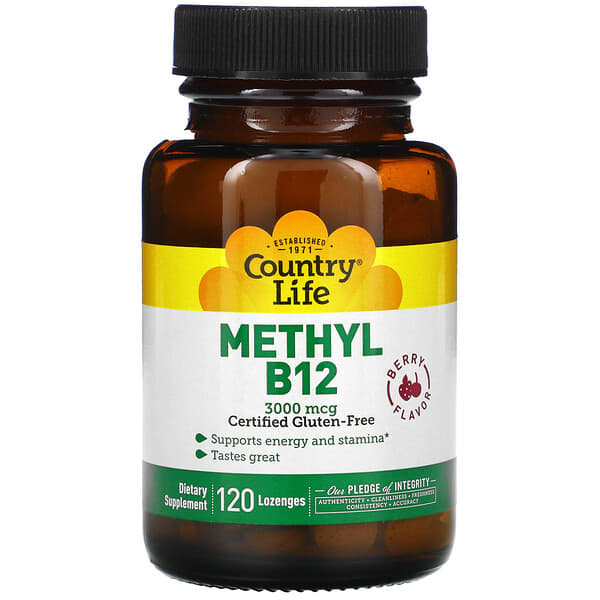 ESTABLISHED
1971
Country®
Life
METHYL
B12
3000 mcg
Certified Gluten-Free
Supports energy and stamina*
Tastes great
BERRY
FLAVOR
Dietary
Supplement
120 Lozenges
Our PLEDGE of INTEGRITY
AUTHENTICITY • CLEANLINESS • FRESHNESS
CONSISTENCY • ACCURACY